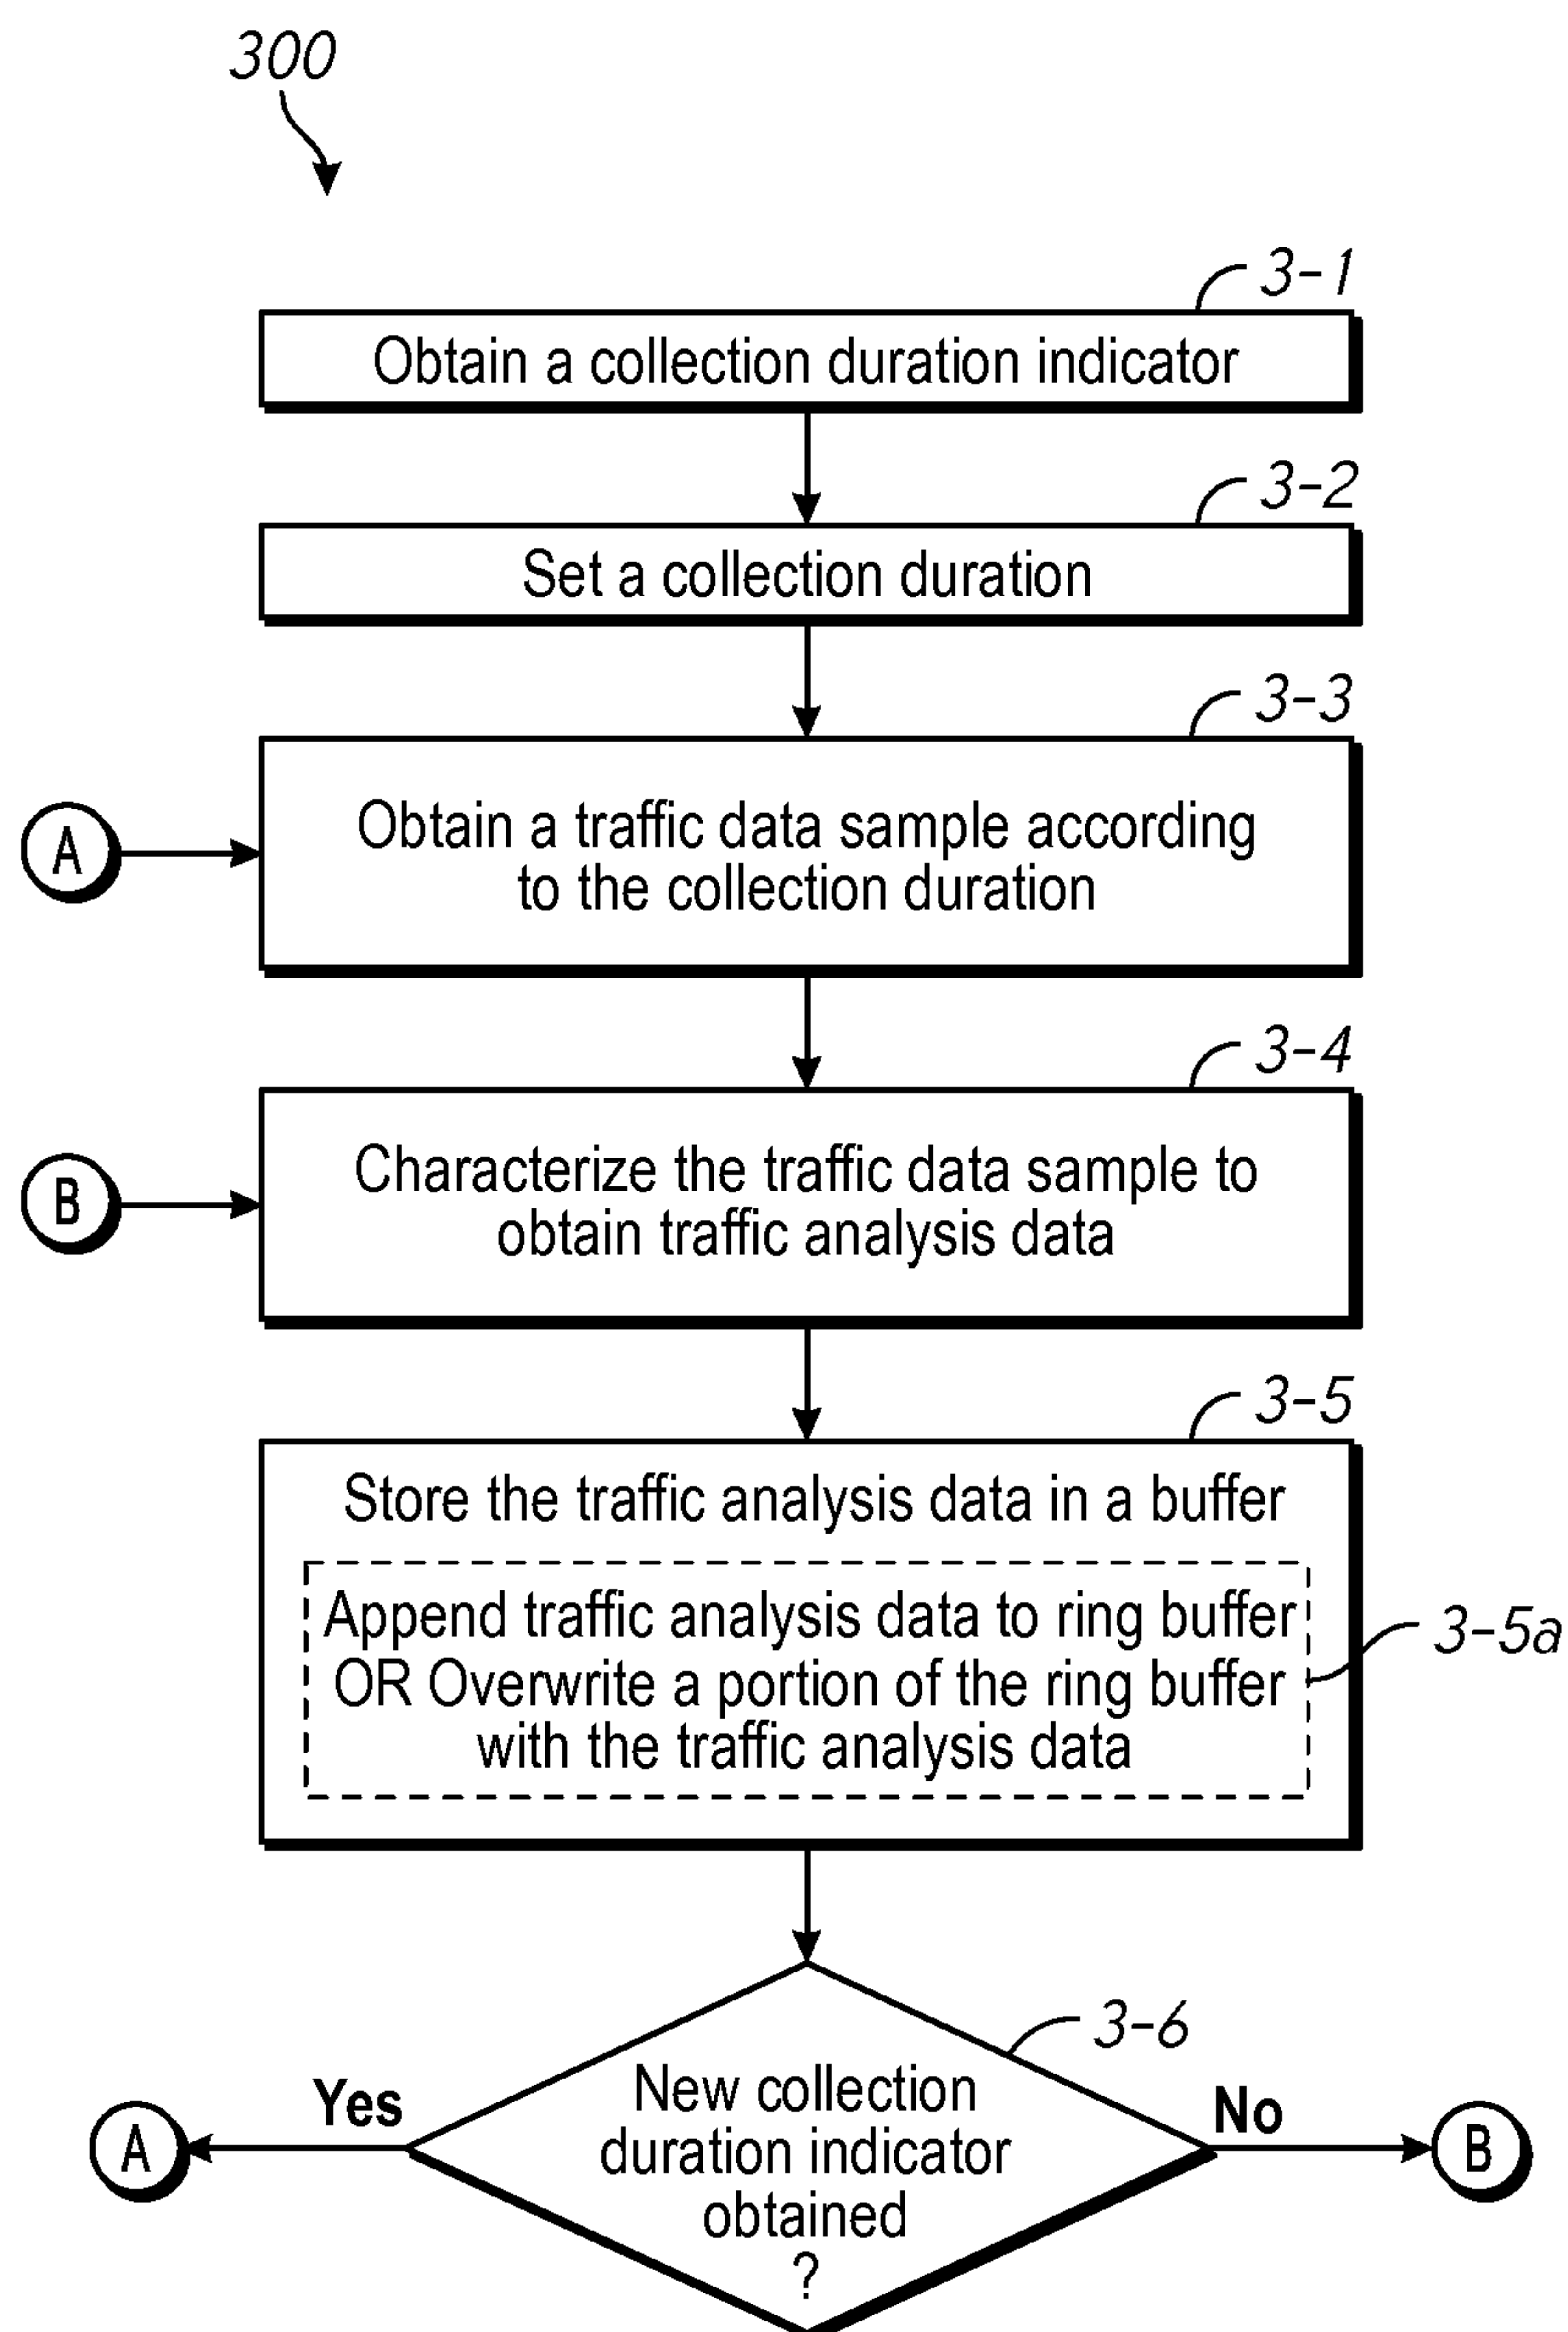 300
3-1
Obtain a collection duration indicator
3-2
Set a collection duration
3-3
A
Obtain a traffic data sample according
to the collection duration
3-4
B
Characterize the traffic data sample to
obtain traffic analysis data
3-5
Store the traffic analysis data in a buffer
Append traffic analysis data to ring buffer
OR Overwrite a portion of the ring buffer
with the traffic analysis data
3-5a
3-6
New collection
duration indicator
obtained
?
Yes
A
No
B